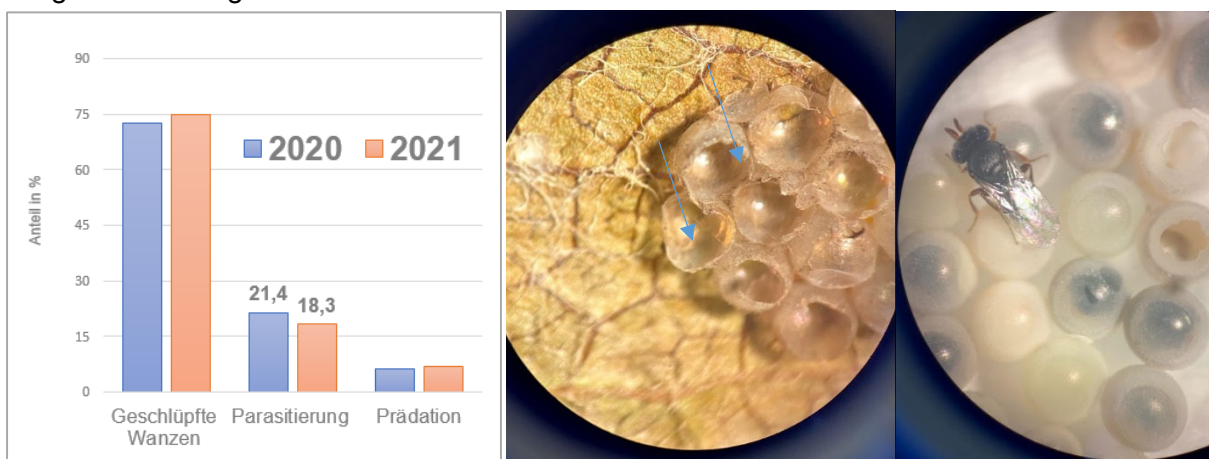 90
75
60
45
30
15
0
Anteil in %
2020 2021
21,4
18,3
Geschlüpfte Wanzen
Parasitierung
Prädation